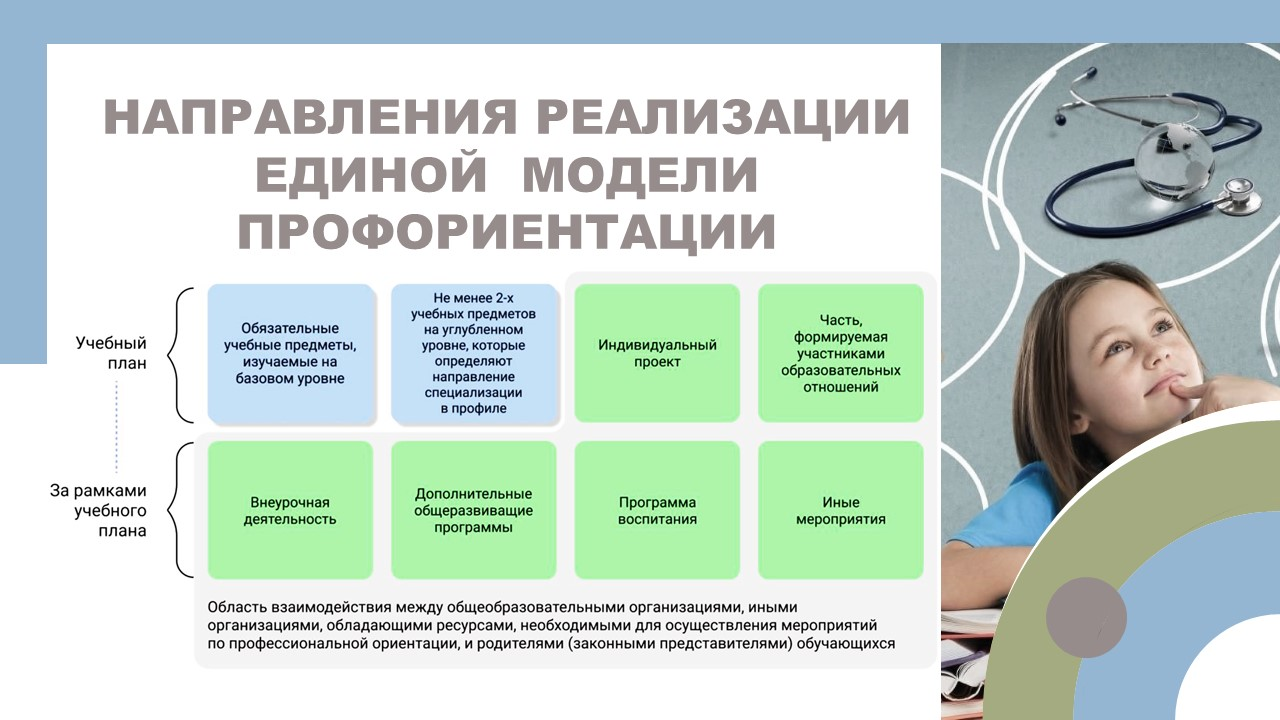 НАПРАВЛЕНИЯ РЕАЛИЗАЦИИ
ЕДИНОЙ МОДЕЛИ
ПРОФОРИЕНТАЦИИ
Учебный
план
Обязательные
учебные предметы,
изучаемые на
базовом уровне
Не менее 2-х
учебных предметов
на углубленном
уровне, которые
определяют
направление
специализации
в профиле
Индивидуальный
проект
Часть,
формируемая
участниками
образовательных
отношений
За рамками
учебного
плана
Внеурочная
деятельность
Дополнительные
общеразвиващие
программы
Программа
воспитания
Иные
мероприятия
Область взаимодействия между общеобразовательными организациями, иными
организациями, обладающими ресурсами, необходимыми для осуществления мероприятий
по профессиональной ориентации, и родителями (законными представителями) обучающихся